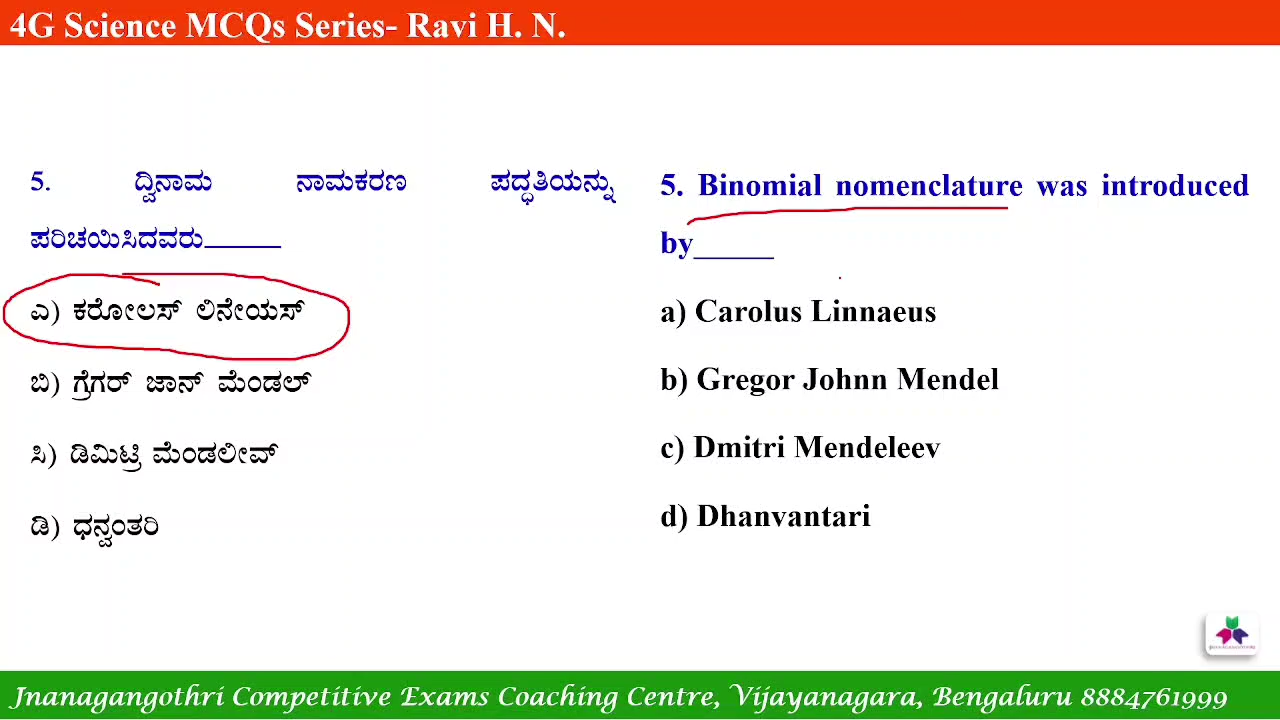 4G Science MCQs Series- Ravi H. N.
5. ದ್ವಿನಾಮ ನಾಮಕರಣ ಪದ್ಧತಿಯನ್ನು
ಪರಿಚಯಿಸಿದವರು_____
ಎ) ಕರೋಲಸ್ ಲಿನೇಯಸ್
ಬಿ) ಗ್ರೆಗರ್ ಜಾನ್ ಮೆಂಡಲ್
ಸಿ) ಡಿಮಿಟ್ರಿ ಮೆಂಡಲೀವ್
ಡಿ) ಧನ್ವಂತರಿ
5. Binomial nomenclature was introduced
by_____
a) Carolus Linnaeus
b) Gregor Johnn Mendel
c) Dmitri Mendeleev
d) Dhanvantari
Jnanagangothri Competitive Exams Coaching Centre, Vijayanagara, Bengaluru 8884761999